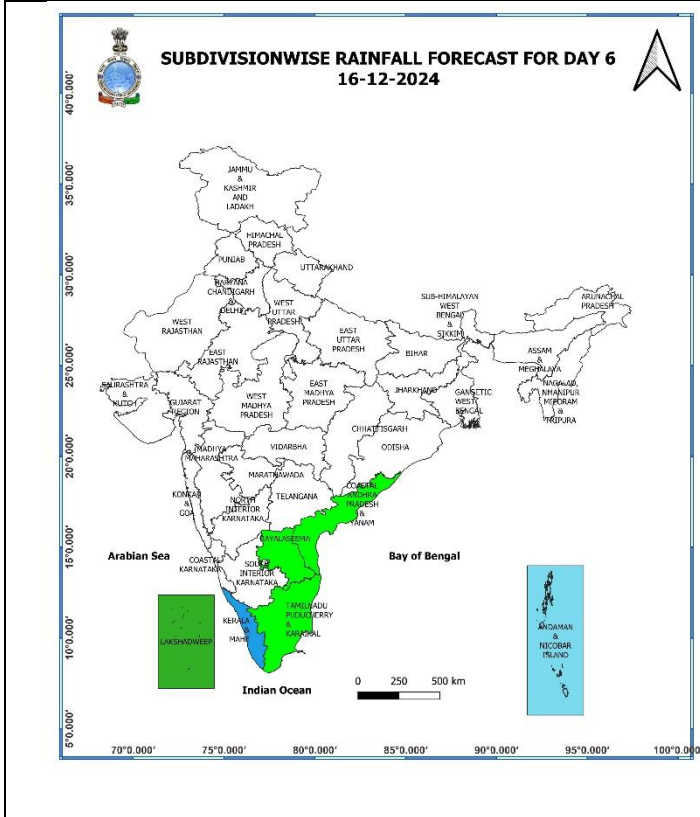 SUBDIVISIONWISE RAINFALL FORECAST FOR DAY 6
16-12-2024
40°0.000'
35°0.000'
30°0.000'
25°0.000'
20°0.000'
15°0.000'
10°0.000'
5°0.000'
JAMMU
&
KASHMIR
AND
LADAKH
HIMACHAL
PRADESH
PUNJAB
UTTARAKHAND
HARYANA
CHANDIGARH
&
DELHI
WEST
UTTAR
PRADESH
SUB-HIMALAYAN
WEST
BENGAL
&
SIKKIM
ARUNACHAL
PRADESH
WEST
RAJASTHAN
EAST
UTTAR
PRADESH
EAST
RAJASTHAN
BIHAR
ASSAM
&
MEGHALAYA
SAURASHTRA
&
KUTCH
GUJARAT
REGION
WEST
MADHYA
PRADESH
EAST
MADHYA
PRADESH
JHARKHAND
GANGETIC
WEST
BENGAL
NAGALAD,
NMANIPUR
MIZORAM
&
TRIPURA
CHHATTISGARH
ODISHA
MADHYA
MAHARASHTRA
VIDARBHA
MARATHAWADA
TELANGANA
COASTAL
ANDHRA
PRADESH
&
YANAM
KONKAN
&
GOA
NORTH
INTERIOR
KARNATAKA
RAYALASEEMA
Arabian Sea
Bay of Bengal
COASTAL
KARNATAKA
SOUTH
INTERIOR
KARNATAKA
TAMILNADU
PUDUCHERRY
&
KARAIKAL
KERALA
&
MAHE
LAKSHADWEEP
ANDAMAN
&
NICOBAR
ISLAND
Indian Ocean
0 250 500 km
70°0.000' 75°0.000' 80°0.000' 85°0.000' 90°0.000' 95°0.000' 100°0.000'